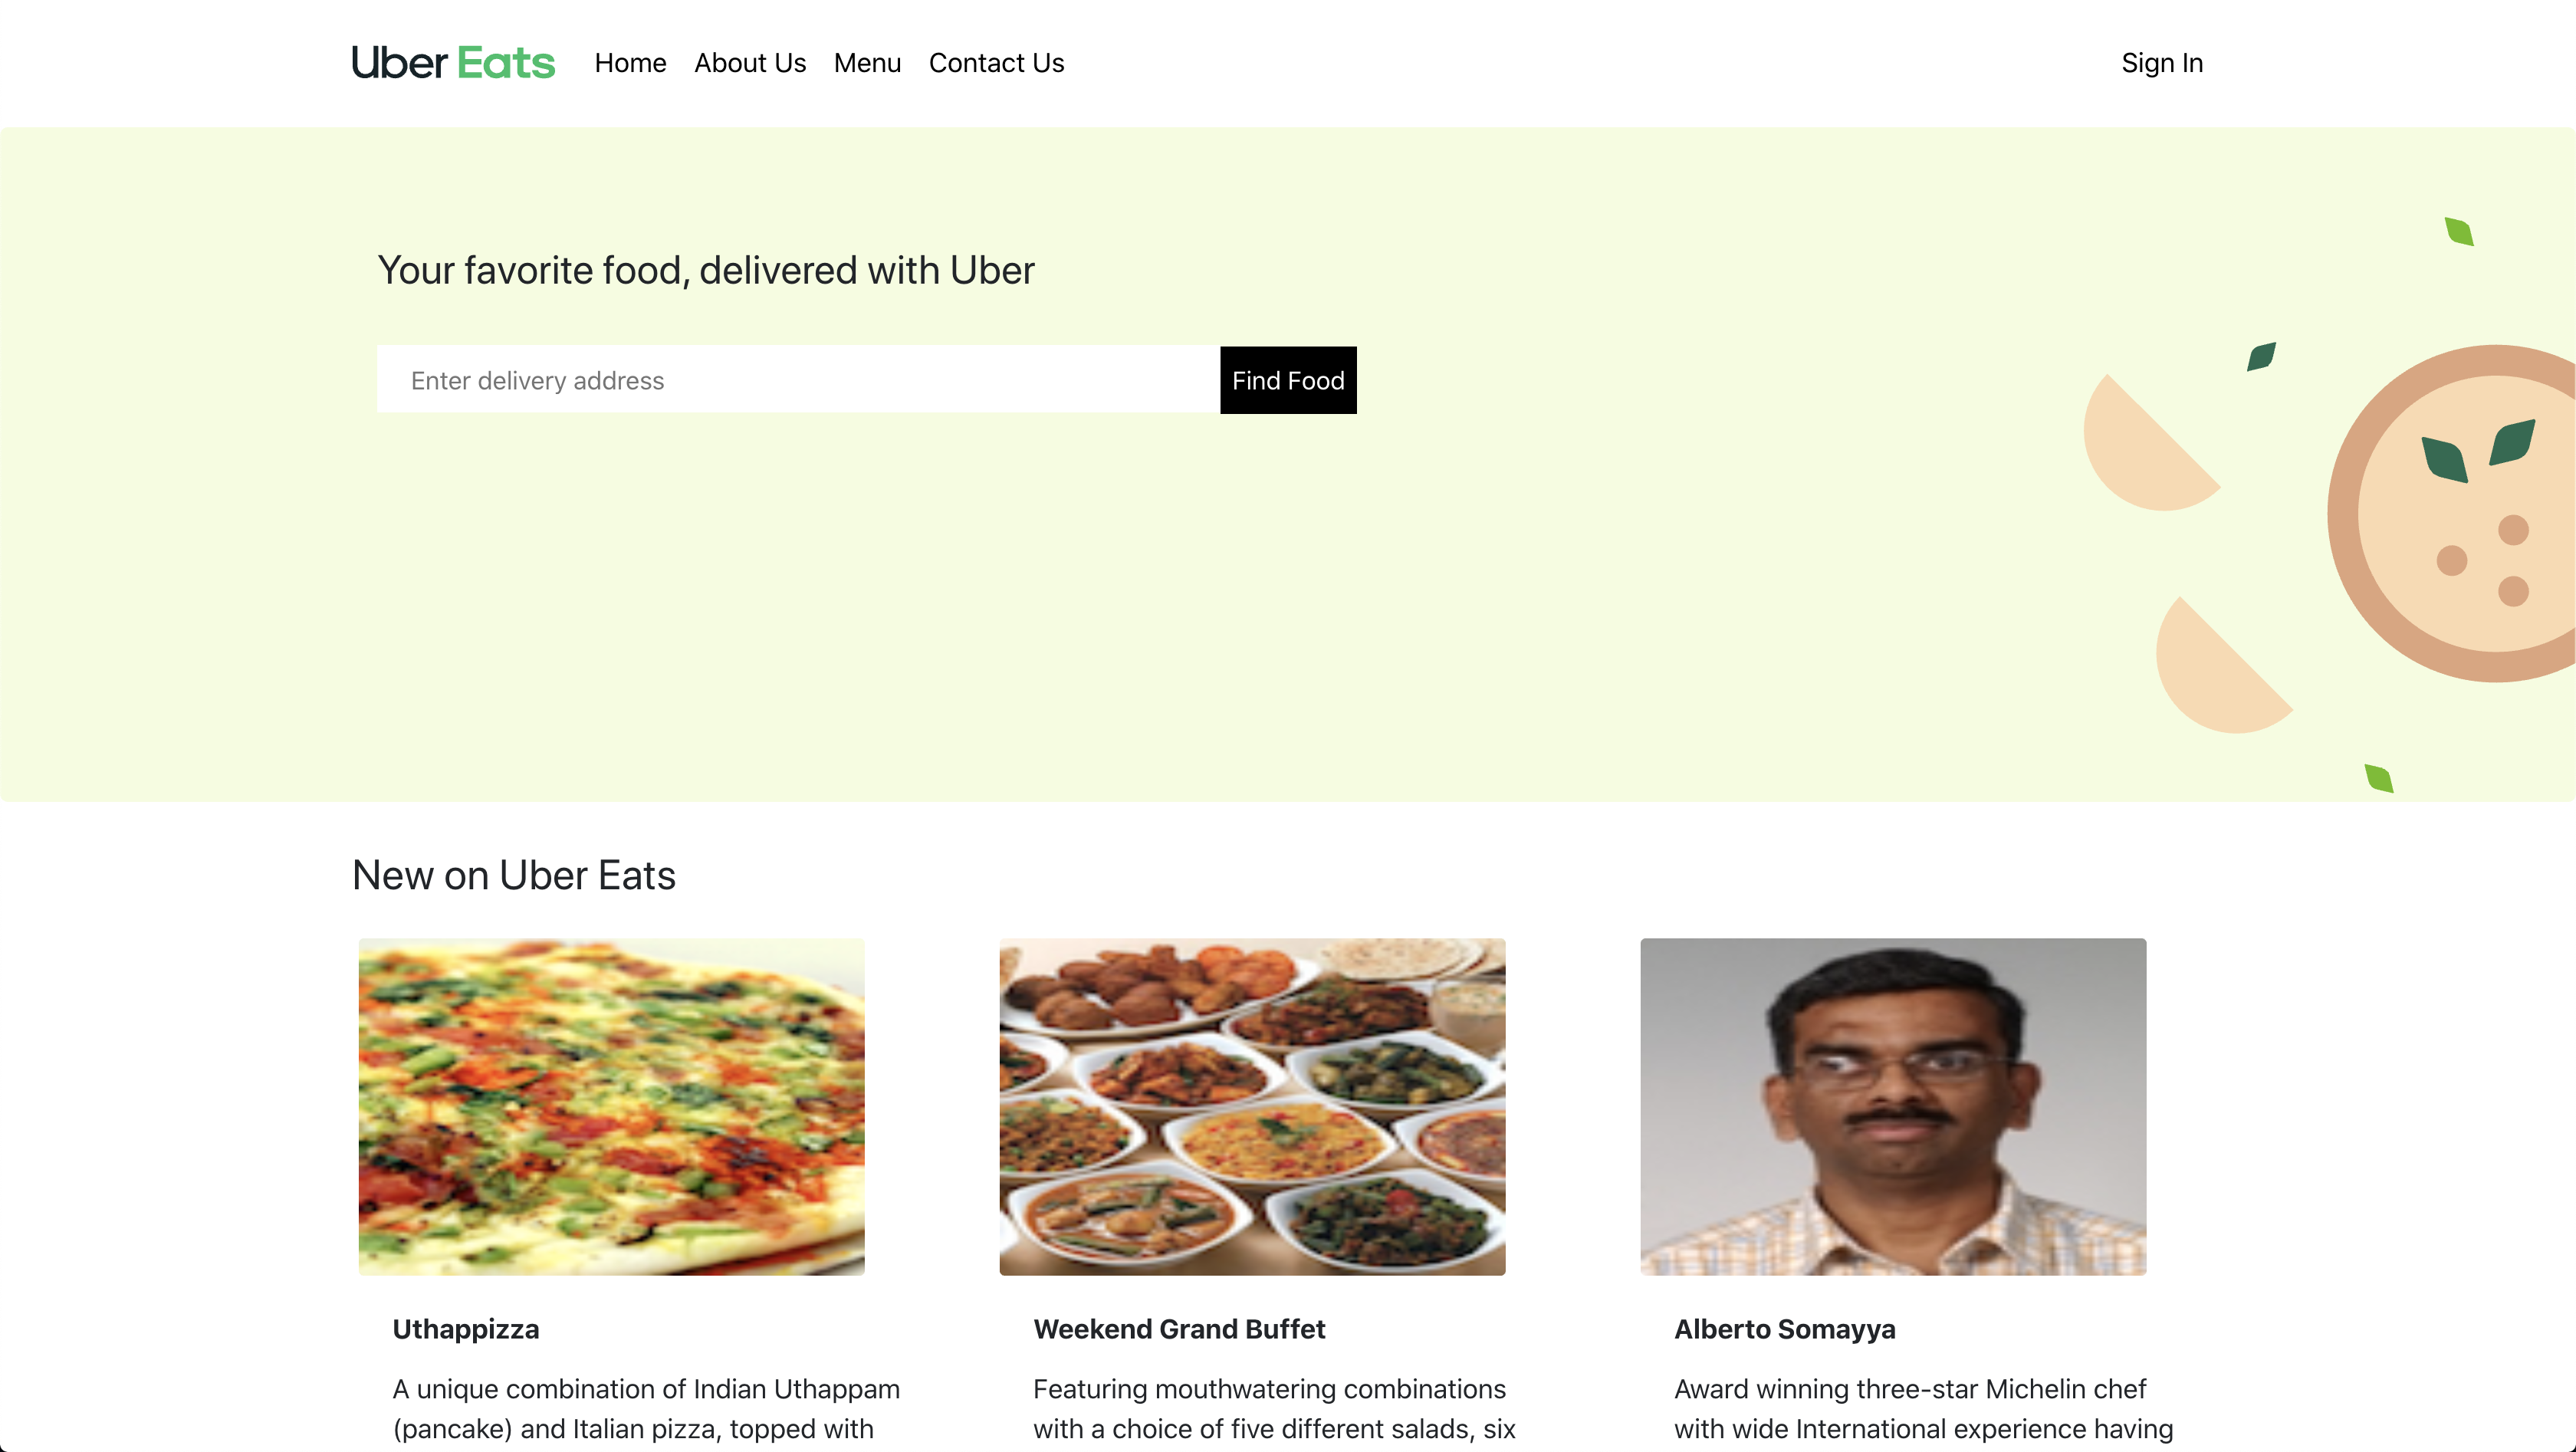 Uber Eats Home About Us Menu Contact Us Sign In
Your favorite food, delivered with Uber
Enter delivery address Find Food
New on Uber Eats
Uthappizza
A unique combination of Indian Uthappam
(pancake) and Italian pizza, topped with
Weekend Grand Buffet
Featuring mouthwatering combinations
with a choice of five different salads, six
Alberto Somayya
Award winning three-star Michelin chef
with wide International experience having